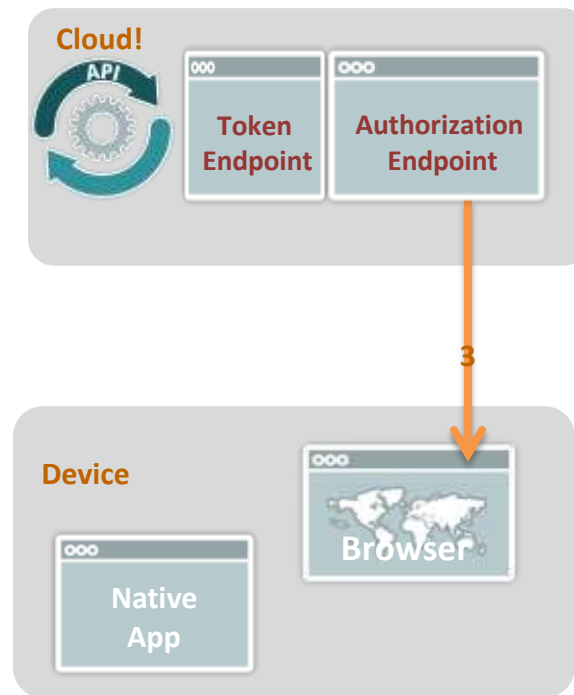 Cloud!
API
Token
Endpoint
Authorization
Endpoint
3
Device
Browser
Native
App